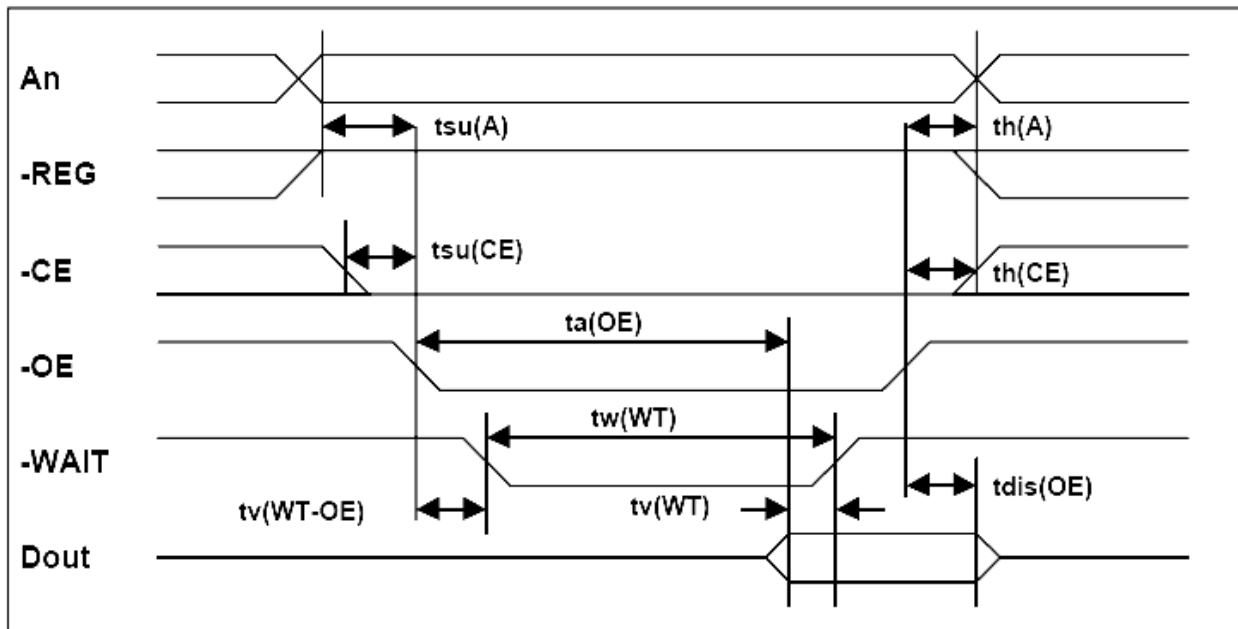 An
tsu(A)
th(A)
-REG
-CE
tsu(CE)
th(CE)
ta(OE)
-OE
tw(WT)
-WAIT
tv(WT-OE)
tv(WT)
tdis(OE)
Dout